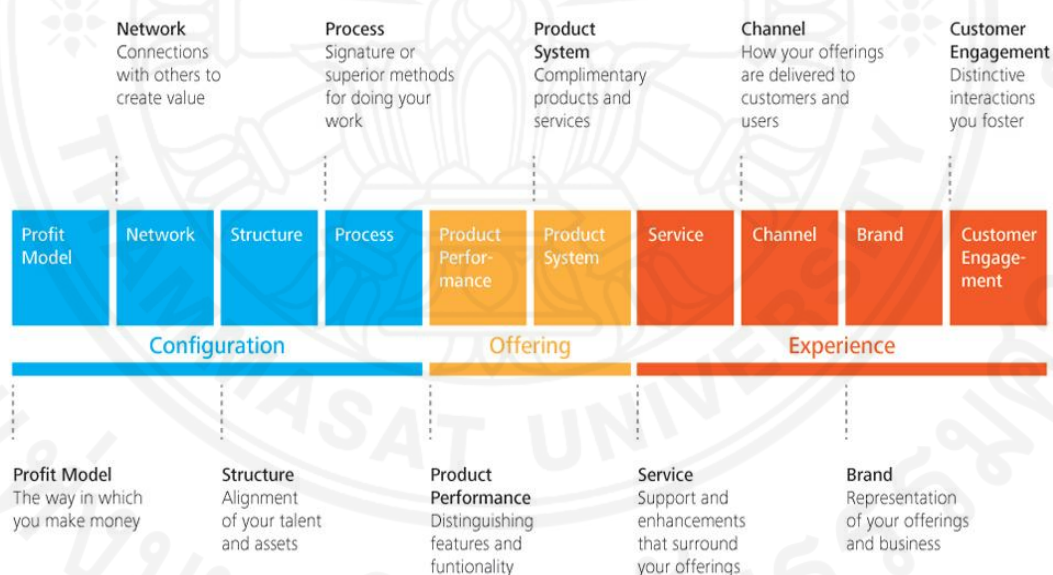 Network
Connections
with others to
create value
Process
Signature or
superior methods
for doing your
work
Product
System
Complimentary
products and
services
Channel
How your offerings
are delivered to
customers and
users
Customer
Engagement
Distinctive
interactions
you foster
Profit
Model
Network
Structure
Process
Product
Perfor-
mance
Product
System
Service
Channel
Brand
Customer
Engage-
ment
Configuration
Offering
Experience
Profit Model
The way in which
you make money
Structure
Alignment
of your talent
and assets
Product
Performance
Distinguishing
features and
funtionality
Service
Support and
enhancements
that surround
your offerings
Brand
Representation
of your offerings
and business
THAMMASAT UNIVERSITY